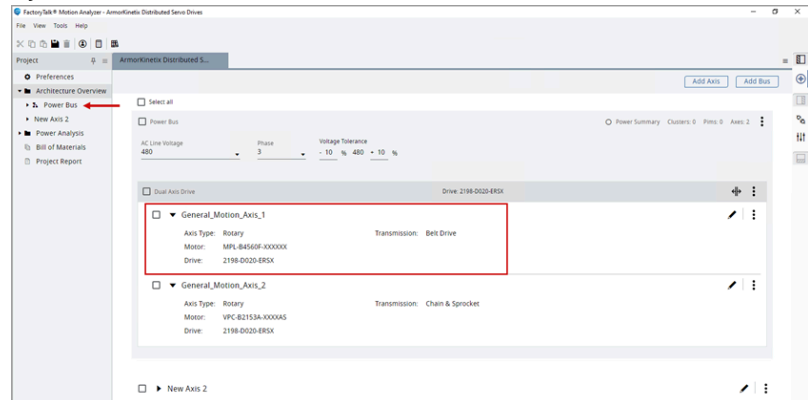 FactoryTalk® Motion Analyzer - ArmorKinetix Distributed Servo Drives
File View Tools Help
Project
ArmorKinetix Distributed S...
Preferences
Architecture Overview
Power Bus
New Axis 2
Power Analysis
Bill of Materials
Project Report
Add Axis Add Bus
Select all
Power Bus Power Summary Clusters: 0 Pims: 0 Axes: 2
AC Line Voltage Phase Voltage Tolerance
480 3 - 10 % 480 + 10 %
Dual Axis Drive Drive: 2198-D020-ERSX
General_Motion_Axis_1
Axis Type: Rotary Transmission: Belt Drive
Motor: MPL-B4560F-XXXXXX
Drive: 2198-D020-ERSX
General_Motion_Axis_2
Axis Type: Rotary Transmission: Chain & Sprocket
Motor: VPC-B2153A-XXXXAS
Drive: 2198-D020-ERSX
New Axis 2